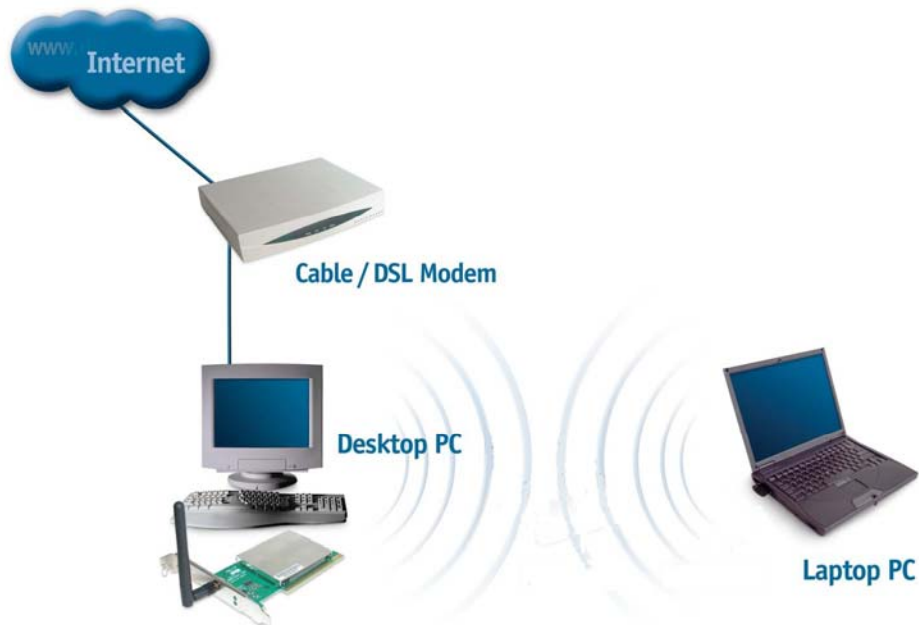 www.
Internet
Cable / DSL Modem
Desktop PC
Laptop PC